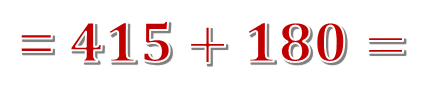 = 415 + 180 =